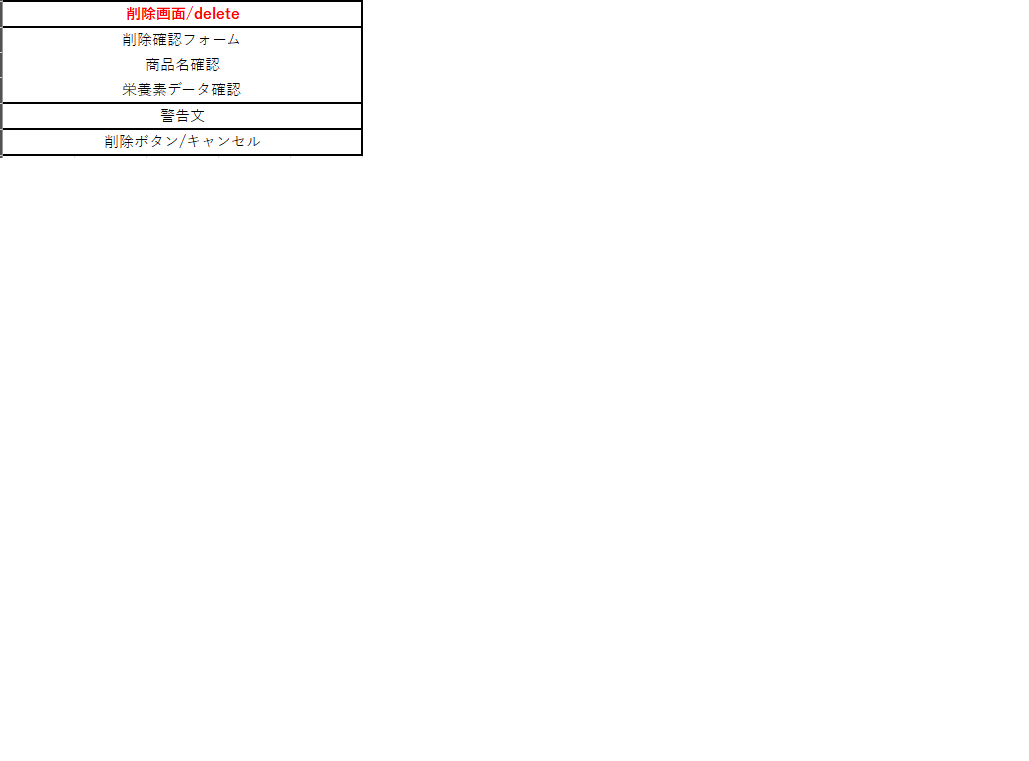 削除画面/delete
削除確認フォーム
商品名確認
栄養素データ確認
警告文
削除ボタン/キャンセル